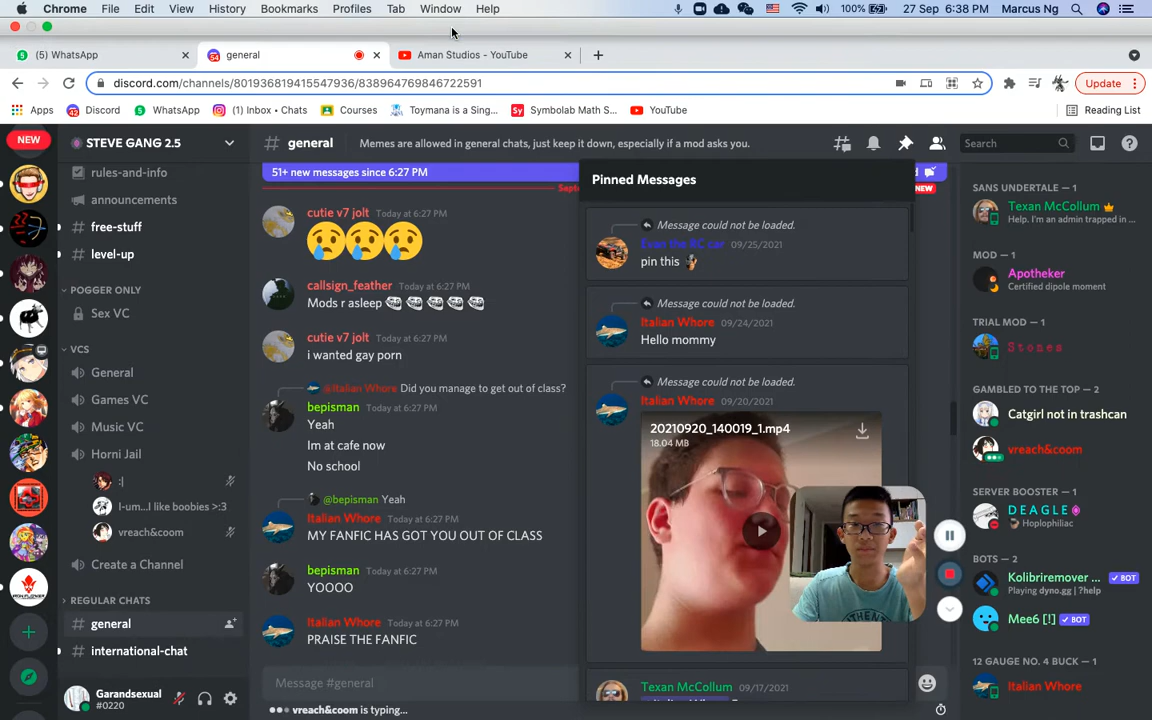 Chrome File Edit View History Bookmarks Profiles Tab Window Help 100% 27 Sep 6:38 PM Marcus Ng
(5) WhatsApp general Aman Studios - YouTube
discord.com/channels/801936819415547936/838964769846722591 Update
Apps Discord WhatsApp (1) Inbox • Chats Courses Toymana is a Sing... Symbolab Math S... YouTube Reading List
NEW
STEVE GANG 2.5
rules-and-info
announcements
free-stuff
level-up
POGGER ONLY
Sex VC
VCS
General
Games VC
Music VC
Horni Jail
:|
I-um...I like boobies >:3
vreach&coom
Create a Channel
REGULAR CHATS
general
international-chat
Garandsexual
#0220
# general Memes are allowed in general chats, just keep it down, especially if a mod asks you.
Search
51+ new messages since 6:27 PM
NEW
cutie v7 jolt Today at 6:27 PM
callsign_feather Today at 6:27 PM
Mods r asleep
cutie v7 jolt Today at 6:27 PM
i wanted gay porn
@Italian Whore Did you manage to get out of class?
bepisman Today at 6:27 PM
Yeah
Im at cafe now
No school
@bepisman Yeah
Italian Whore Today at 6:27 PM
MY FANFIC HAS GOT YOU OUT OF CLASS
bepisman Today at 6:27 PM
YOOOO
Italian Whore Today at 6:27 PM
PRAISE THE FANFIC
Message #general
vreach&coom is typing...
Pinned Messages
Message could not be loaded.
Evan the RC car 09/25/2021
pin this
Message could not be loaded.
Italian Whore 09/24/2021
Hello mommy
Message could not be loaded.
Italian Whore 09/20/2021
20210920_140019_1.mp4
18.04 MB
Texan McCollum 09/17/2021
SANS UNDERTALE — 1
Texan McCollum
Help. I'm an admin trapped in ...
MOD — 1
Apotheker
Certified dipole moment
TRIAL MOD — 1
Stones
GAMBLED TO THE TOP — 2
Catgirl not in trashcan
vreach&coom
SERVER BOOSTER — 1
DEAGLE
Hoplophiliac
BOTS — 2
Kolibriremover ... BOT
Playing dyno.gg | ?help
Mee6 [!] BOT
12 GAUGE NO. 4 BUCK — 1
Italian Whore